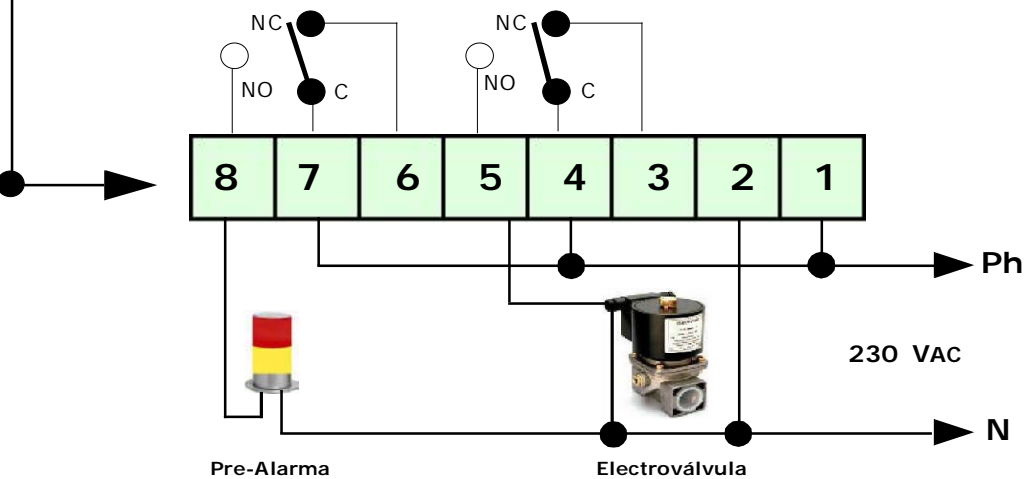 NC NC
NO C NO C
8 7 6 5 4 3 2 1
Ph
230 VAC
N
Pre-Alarma Electroválvula